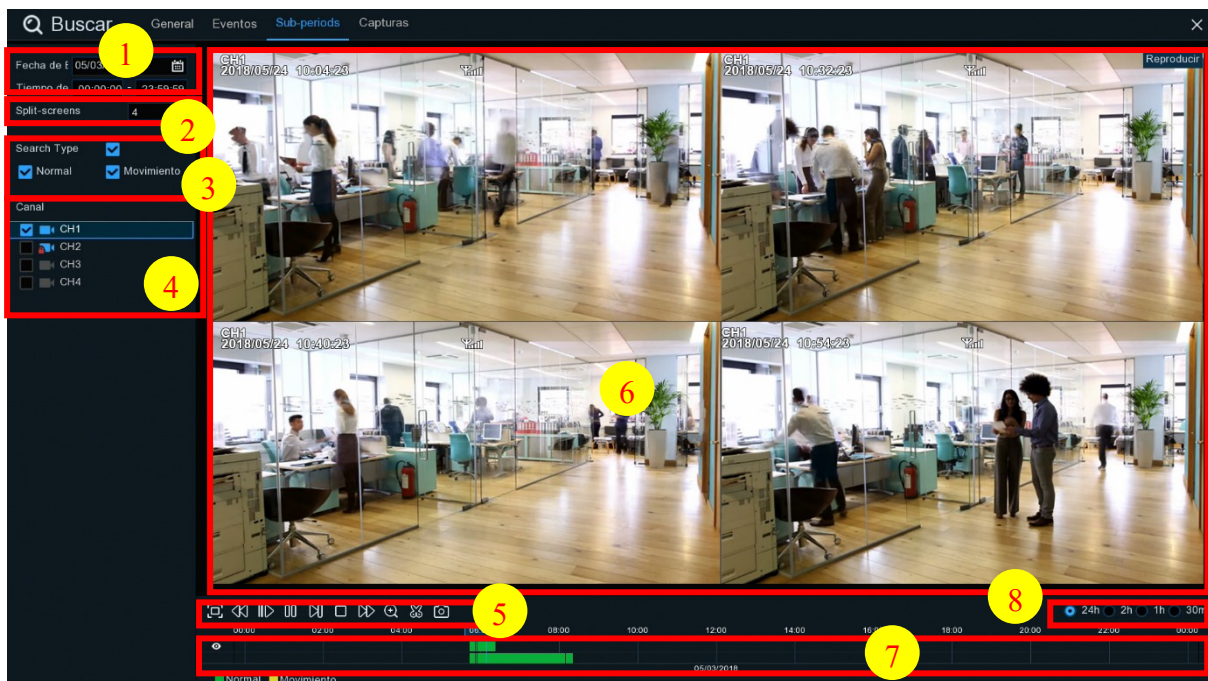 Buscar General Eventos Sub-periods Capturas
1
Fecha de E 05/03/
Tiempo de 00:00:00 - 23:59:59
Split-screens 4
2
Search Type
Normal Movimiento
3
Canal
CH1
CH2
CH3
CH4
4
CH1
2018/05/24 10:04:23
CH1
2018/05/24 10:32:23
Reproducir
CH1
2018/05/24 10:40:23
CH1
2018/05/24 10:54:23
6
5
8
24h 2h 1h 30m
00:00 02:00 04:00 06: 08:00 10:00 12:00 14:00 16:00 18:00 20:00 22:00 00:00
7
05/03/2018
Normal Movimiento